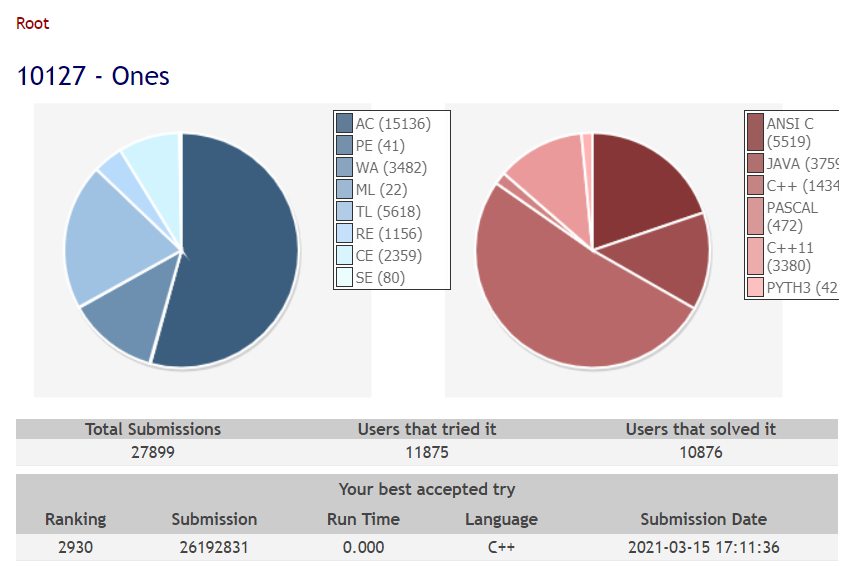 Root
10127 - Ones
AC (15136)
PE (41)
WA (3482)
ML (22)
TL (5618)
RE (1156)
CE (2359)
SE (80)
ANSI C
(5519)
JAVA (3759
C++ (1434
PASCAL
(472)
C++11
(3380)
PYTH3 (42
Total Submissions Users that tried it Users that solved it
27899 11875 10876
Your best accepted try
Ranking Submission Run Time Language Submission Date
2930 26192831 0.000 C++ 2021-03-15 17:11:36